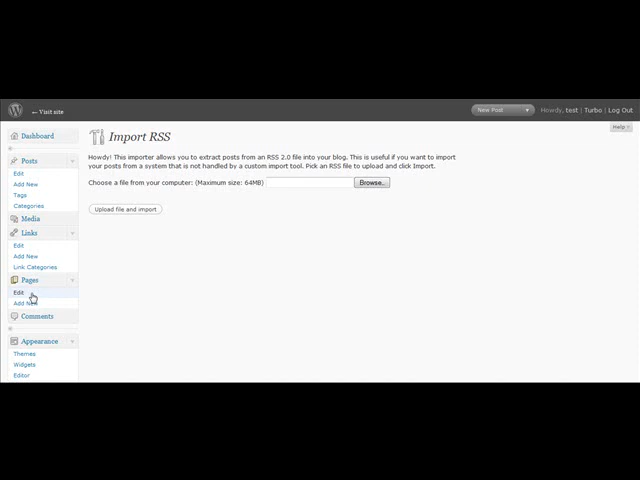 ← Visit site
New Post
Howdy, test | Turbo | Log Out
Help
Dashboard
Posts
Edit
Add New
Tags
Categories
Media
Links
Edit
Add New
Link Categories
Pages
Edit
Add New
Comments
Appearance
Themes
Widgets
Editor
Import RSS
Howdy! This importer allows you to extract posts from an RSS 2.0 file into your blog. This is useful if you want to import
your posts from a system that is not handled by a custom import tool. Pick an RSS file to upload and click Import.
Choose a file from your computer: (Maximum size: 64MB) Browse..
Upload file and import